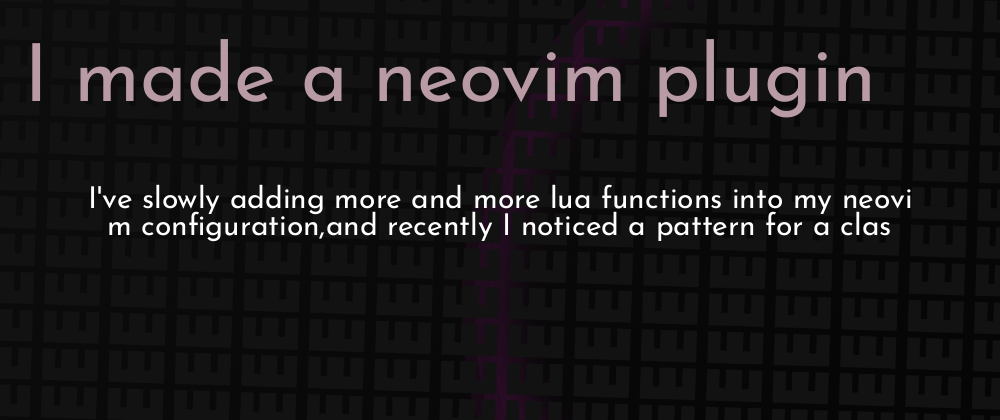 I made a neovim plugin
I've slowly adding more and more lua functions into my neovi
m configuration,and recently I noticed a pattern for a clas